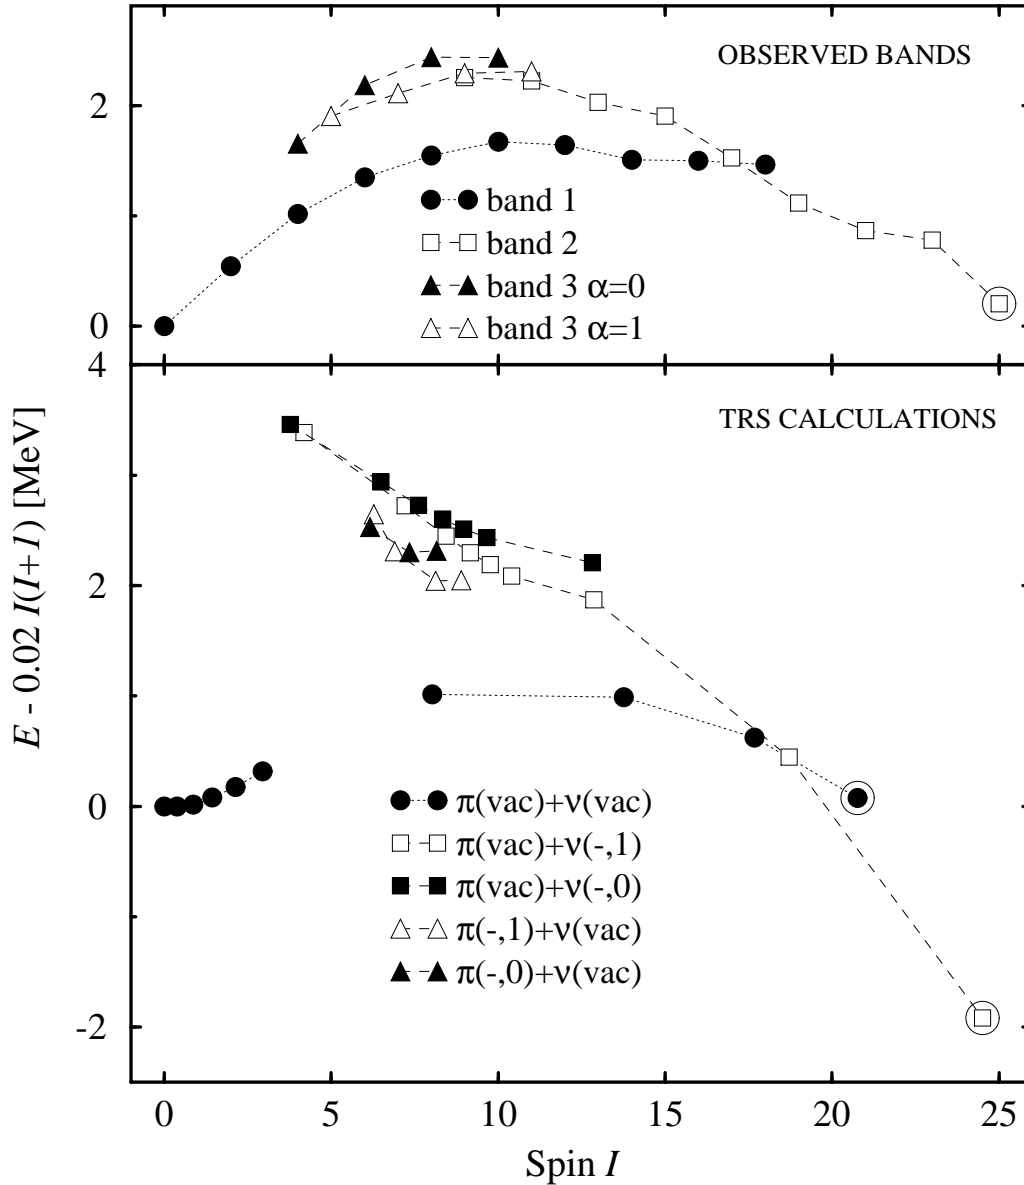 OBSERVED BANDS
2
band 1
band 2
band 3 α=0
band 3 α=1
0
4
TRS CALCULATIONS
E - 0.02 I(I+1) [MeV]
2
0
π(vac)+ν(vac)
π(vac)+ν(-,1)
π(vac)+ν(-,0)
π(-,1)+ν(vac)
π(-,0)+ν(vac)
-2
0 5 10 15 20 25
Spin I